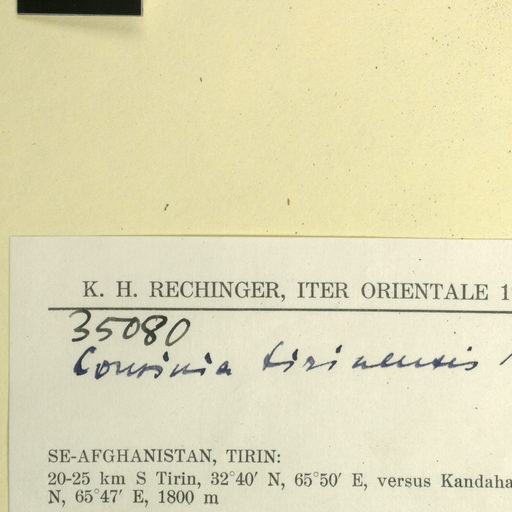 K. H. RECHINGER, ITER ORIENTALE 1
35080
Cousinia tirinensis
SE-AFGHANISTAN, TIRIN:
20-25 km S Tirin, 32°40′ N, 65°50′ E, versus Kandaha
N, 65°47′ E, 1800 m